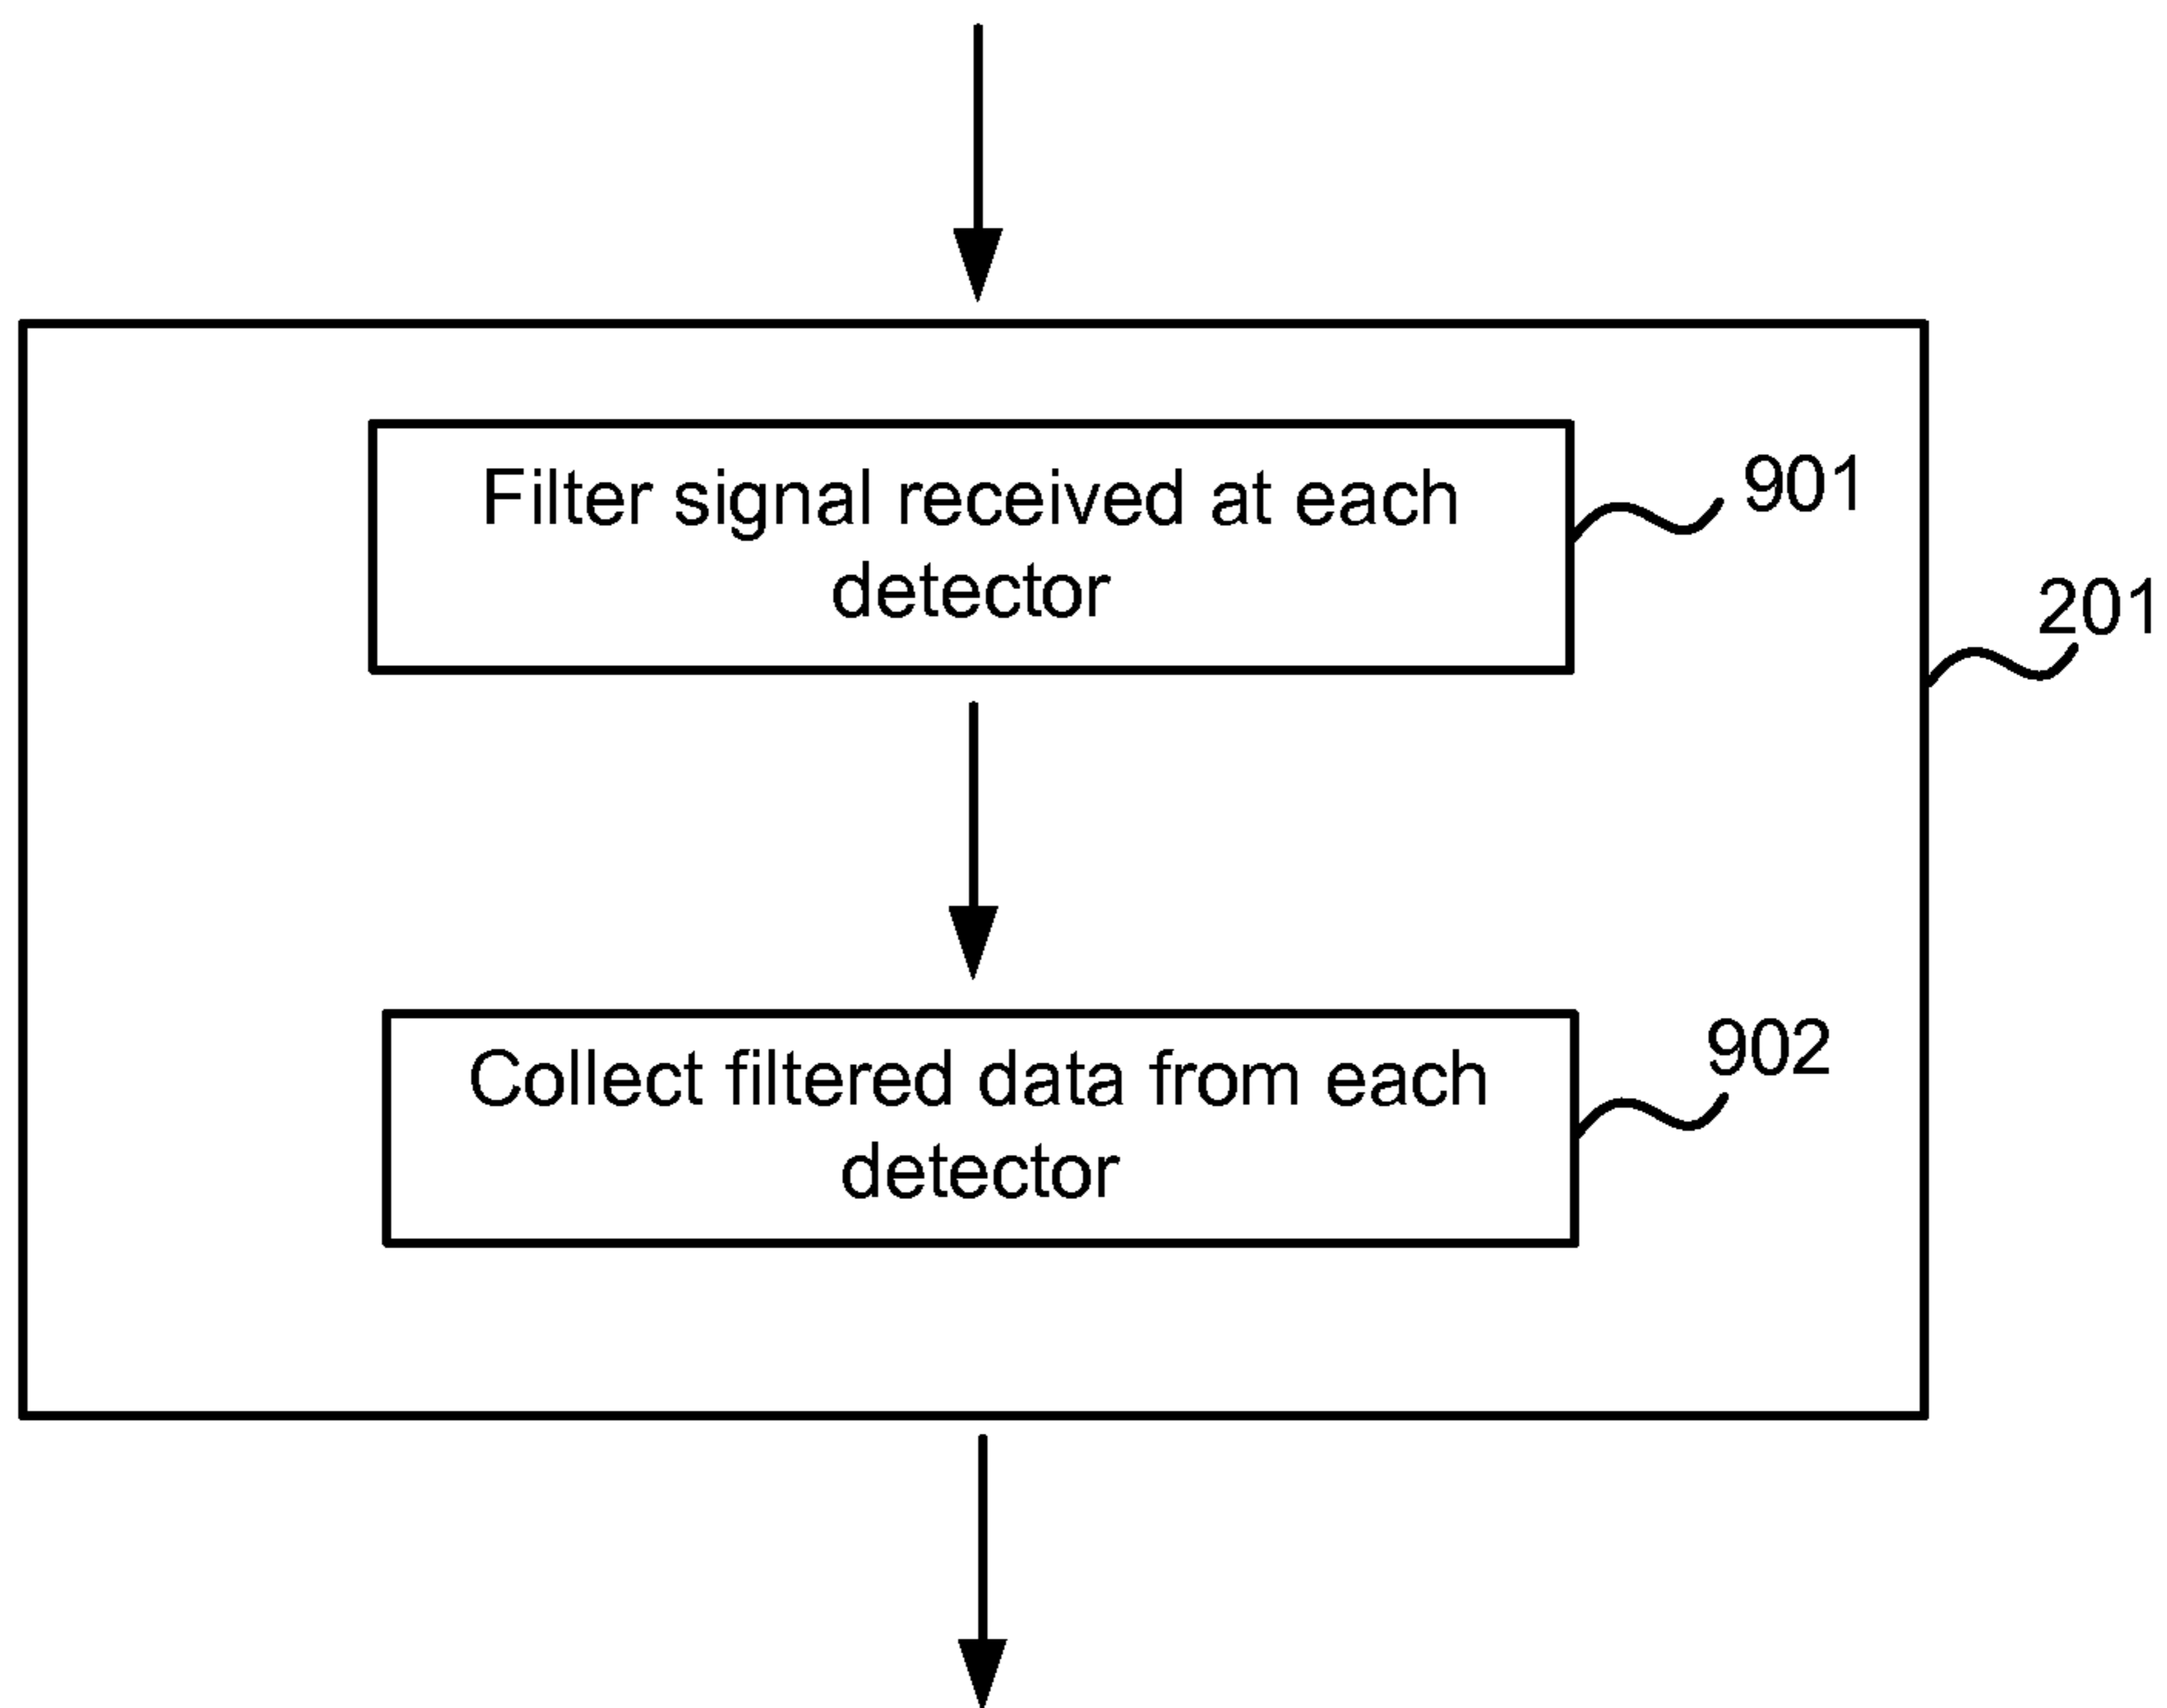 Filter signal received at each
detector
901
201
Collect filtered data from each
detector
902